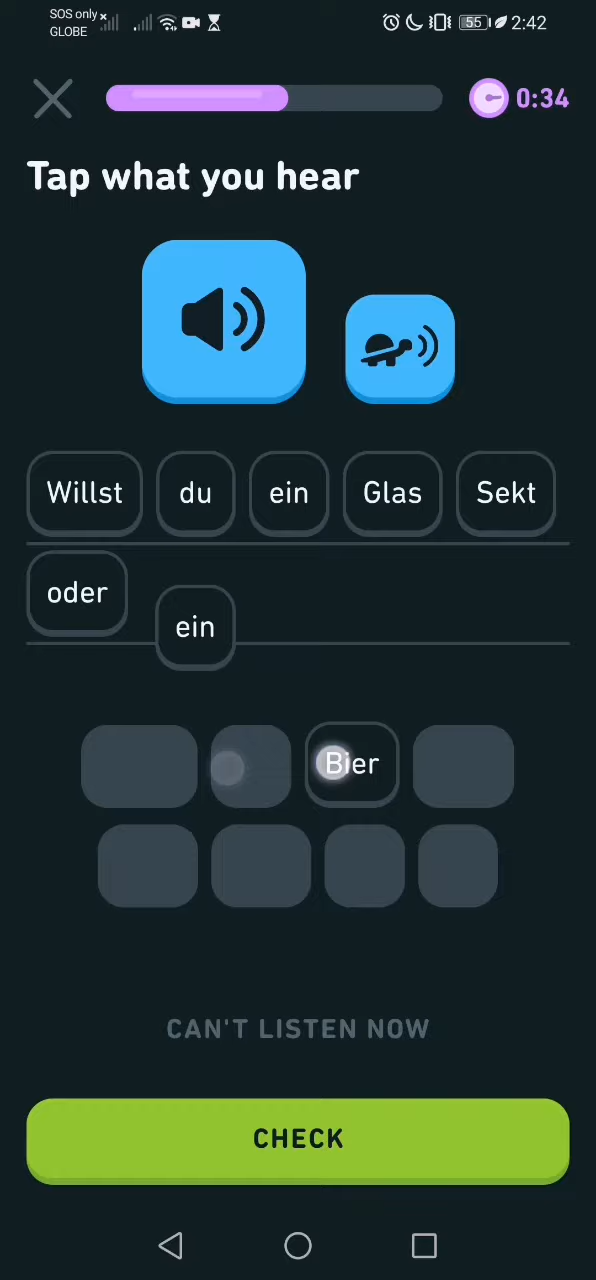 SOS only
GLOBE
55 2:42
0:34
Tap what you hear
Willst du ein Glas Sekt
oder ein
Bier
CAN'T LISTEN NOW
CHECK